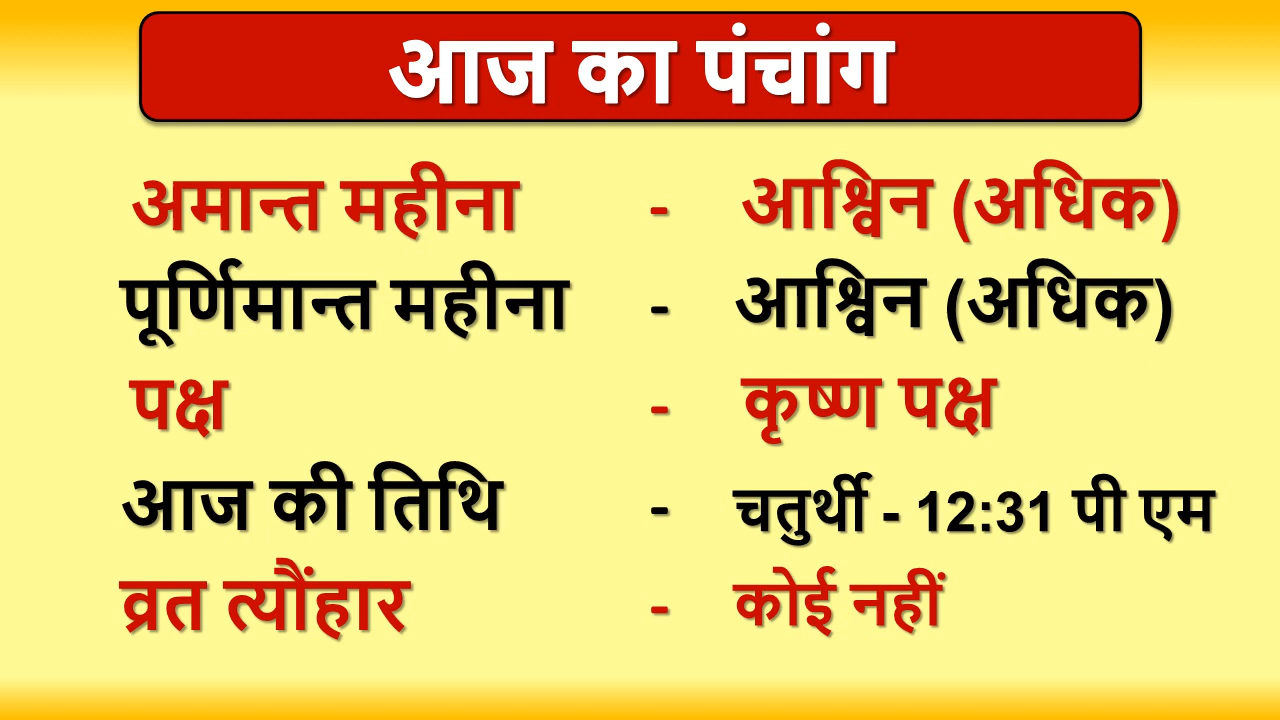 आज का पंचांग
अमान्त महीना - आश्विन (अधिक)
पूर्णिमान्त महीना - आश्विन (अधिक)
पक्ष - कृष्ण पक्ष
आज की तिथि - चतुर्थी - 12:31 पी एम
व्रत त्यौंहार - कोई नहीं